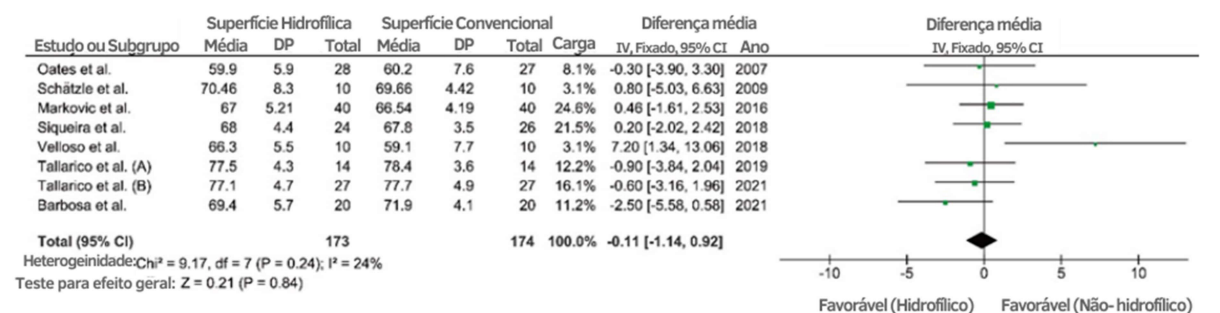 Superfície Hidrofílica Superfície Convencional Diferença média Diferença média
Estudo ou Subgrupo Média DP Total Média DP Total Carga IV, Fixado, 95% CI Ano IV, Fixado, 95% CI
Oates et al. 59.9 5.9 28 60.2 7.6 27 8.1% -0.30 [-3.90, 3.30] 2007
Schätzle et al. 70.46 8.3 10 69.66 4.42 10 3.1% 0.80 [-5.03, 6.63] 2009
Markovic et al. 67 5.21 40 66.54 4.19 40 24.6% 0.46 [-1.61, 2.53] 2016
Siqueira et al. 68 4.4 24 67.8 3.5 26 21.5% 0.20 [-2.02, 2.42] 2018
Velloso et al. 66.3 5.5 10 59.1 7.7 10 3.1% 7.20 [1.34, 13.06] 2018
Tallarico et al. (A) 77.5 4.3 14 78.4 3.6 14 12.2% -0.90 [-3.84, 2.04] 2019
Tallarico et al. (B) 77.1 4.7 27 77.7 4.9 27 16.1% -0.60 [-3.16, 1.96] 2021
Barbosa et al. 69.4 5.7 20 71.9 4.1 20 11.2% -2.50 [-5.58, 0.58] 2021
Total (95% CI) 173 174 100.0% -0.11 [-1.14, 0.92]
Heterogeinidade:Chi² = 9.17, df = 7 (P = 0.24); I² = 24%
Teste para efeito geral: Z = 0.21 (P = 0.84)
-10 -5 0 5 10
Favorável (Hidrofílico) Favorável (Não- hidrofílico)